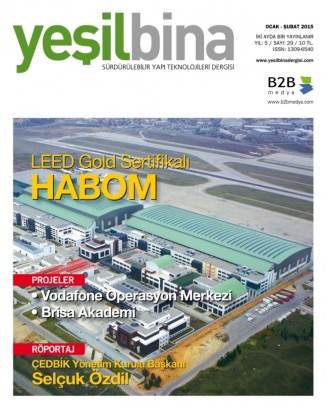 OCAK - ŞUBAT 2015
İKİ AYDA BİR YAYINLANIR
YIL: 5 / SAYI: 29 / 10 TL.
ISSN: 1309-6540
www.yesilbinadergisi.com
yeşilbina
SÜRDÜRÜLEBİLİR YAPI TEKNOLOJİLERİ DERGİSİ
B2B
medya
www.b2bmedya.com
LEED Gold Sertifikalı
HABOM
PROJELER
• Vodafone Operasyon Merkezi
• Brisa Akademi
RÖPORTAJ
ÇEDBİK Yönetim Kurulu Başkanı
Selçuk Özdil